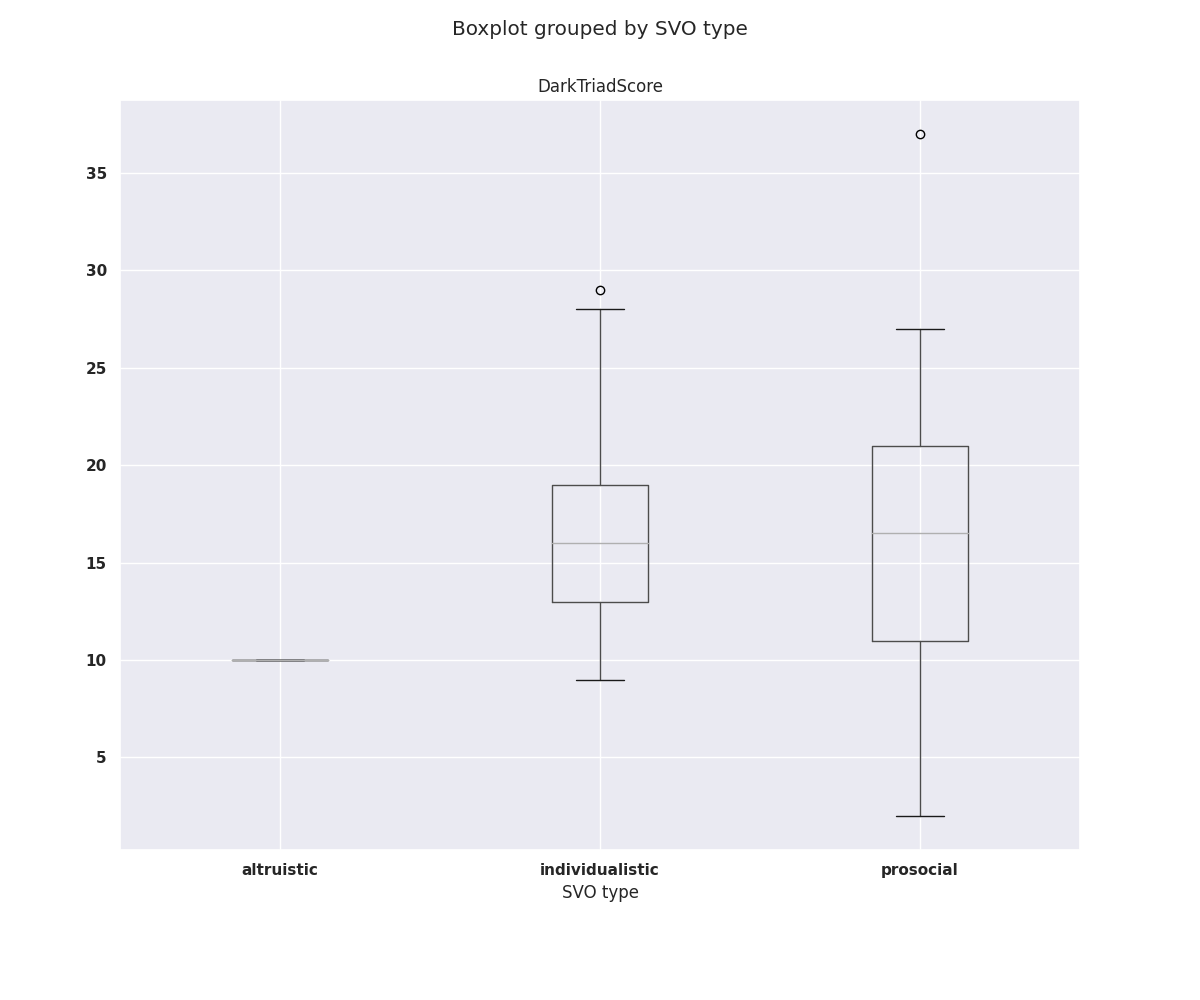 Boxplot grouped by SVO type
DarkTriadScore
35
30
25
20
15
10
5
altruistic individualistic prosocial
SVO type